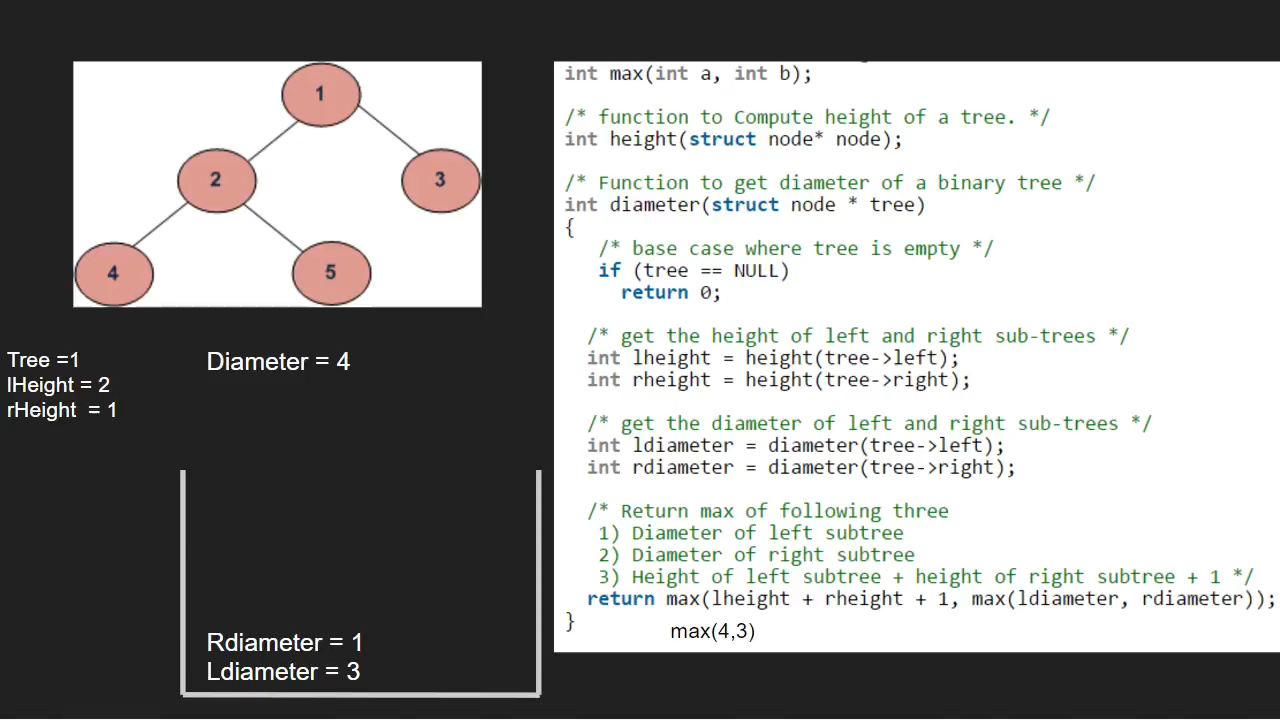 1
2
3
4
5
Tree =1
lHeight = 2
rHeight = 1
Diameter = 4
Rdiameter = 1
Ldiameter = 3
int max(int a, int b);
/* function to Compute height of a tree. */
int height(struct node* node);
/* Function to get diameter of a binary tree */
int diameter(struct node * tree)
{
/* base case where tree is empty */
if (tree == NULL)
return 0;
/* get the height of left and right sub-trees */
int lheight = height(tree->left);
int rheight = height(tree->right);
/* get the diameter of left and right sub-trees */
int ldiameter = diameter(tree->left);
int rdiameter = diameter(tree->right);
/* Return max of following three
1) Diameter of left subtree
2) Diameter of right subtree
3) Height of left subtree + height of right subtree + 1 */
return max(lheight + rheight + 1, max(ldiameter, rdiameter));
}
max(4,3)